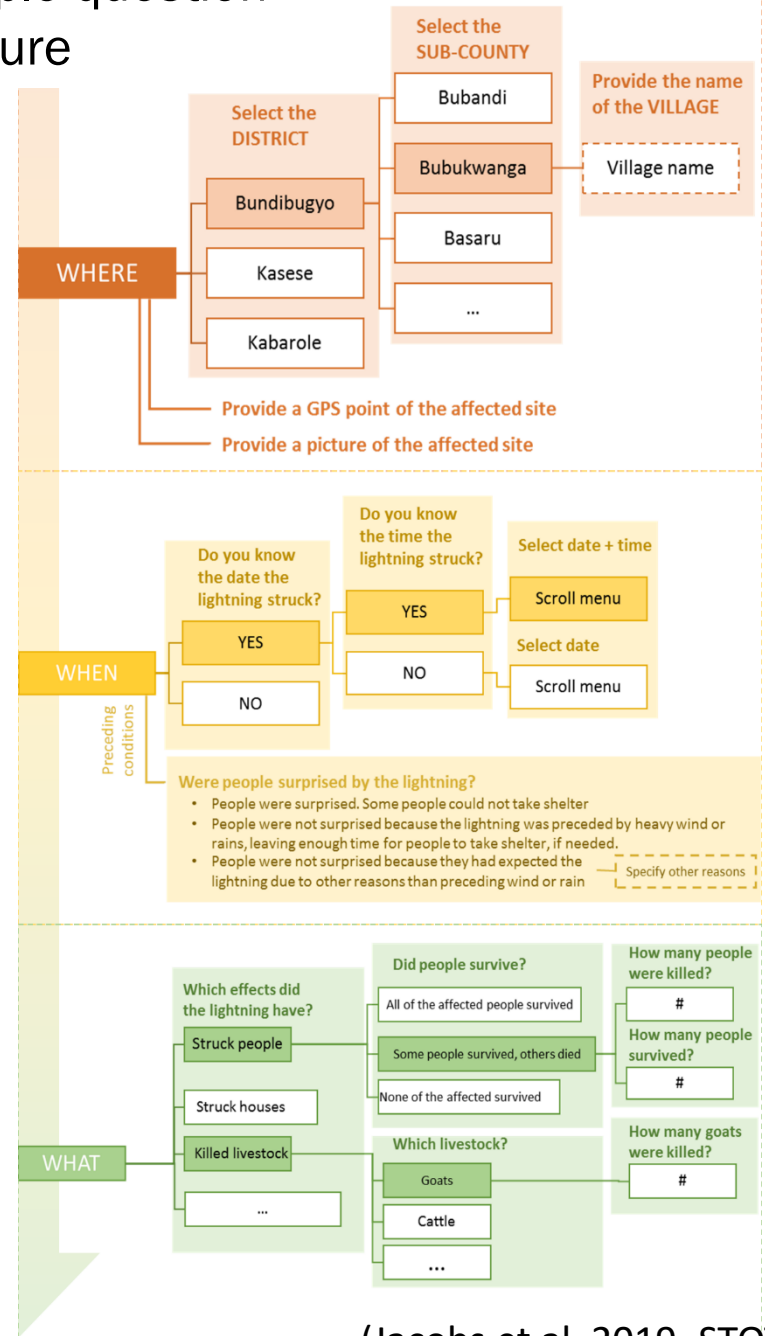 question
ure
Select the
SUB-COUNTY
Bubandi
Bubukwanga
Basaru
...
Provide the name
of the VILLAGE
Village name
Select the
DISTRICT
Bundibugyo
Kasese
Kabarole
WHERE
Provide a GPS point of the affected site
Provide a picture of the affected site
Do you know
the date the
lightning struck?
YES
NO
Do you know
the time the
lightning struck?
YES
NO
Select date + time
Scroll menu
Select date
Scroll menu
WHEN
Preceding
conditions
Were people surprised by the lightning?
• People were surprised. Some people could not take shelter
• People were not surprised because the lightning was preceded by heavy wind or
rains, leaving enough time for people to take shelter, if needed.
• People were not surprised because they had expected the
lightning due to other reasons than preceding wind or rain
Specify other reasons
Which effects did
the lightning have?
Struck people
Struck houses
Killed livestock
...
Did people survive?
All of the affected people survived
Some people survived, others died
None of the affected survived
How many people
were killed?
#
How many people
survived?
#
Which livestock?
Goats
Cattle
...
How many goats
were killed?
#
WHAT
(Jacobs et al. 2019, STO